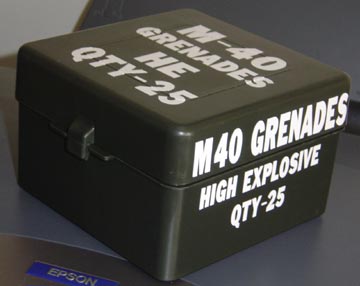 M-40
GRENADES
HE
QTY-25
M40 GRENADES
HIGH EXPLOSIVE
QTY-25
EPSON